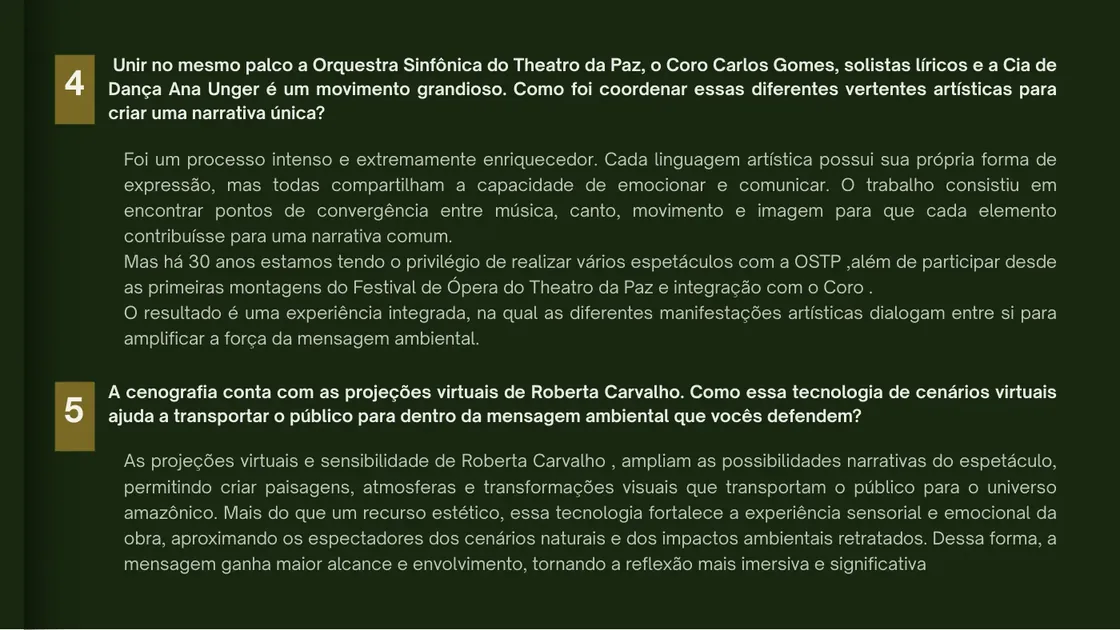 4
Unir no mesmo palco a Orquestra Sinfônica do Theatro da Paz, o Coro Carlos Gomes, solistas líricos e a Cia de
Dança Ana Unger é um movimento grandioso. Como foi coordenar essas diferentes vertentes artísticas para
criar uma narrativa única?
Foi um processo intenso e extremamente enriquecedor. Cada linguagem artística possui sua própria forma de
expressão, mas todas compartilham a capacidade de emocionar e comunicar. O trabalho consistiu em
encontrar pontos de convergência entre música, canto, movimento e imagem para que cada elemento
contribuísse para uma narrativa comum.
Mas há 30 anos estamos tendo o privilégio de realizar vários espetáculos com a OSTP ,além de participar desde
as primeiras montagens do Festival de Ópera do Theatro da Paz e integração com o Coro .
O resultado é uma experiência integrada, na qual as diferentes manifestações artísticas dialogam entre si para
amplificar a força da mensagem ambiental.
5
A cenografia conta com as projeções virtuais de Roberta Carvalho. Como essa tecnologia de cenários virtuais
ajuda a transportar o público para dentro da mensagem ambiental que vocês defendem?
As projeções virtuais e sensibilidade de Roberta Carvalho , ampliam as possibilidades narrativas do espetáculo,
permitindo criar paisagens, atmosferas e transformações visuais que transportam o público para o universo
amazônico. Mais do que um recurso estético, essa tecnologia fortalece a experiência sensorial e emocional da
obra, aproximando os espectadores dos cenários naturais e dos impactos ambientais retratados. Dessa forma, a
mensagem ganha maior alcance e envolvimento, tornando a reflexão mais imersiva e significativa